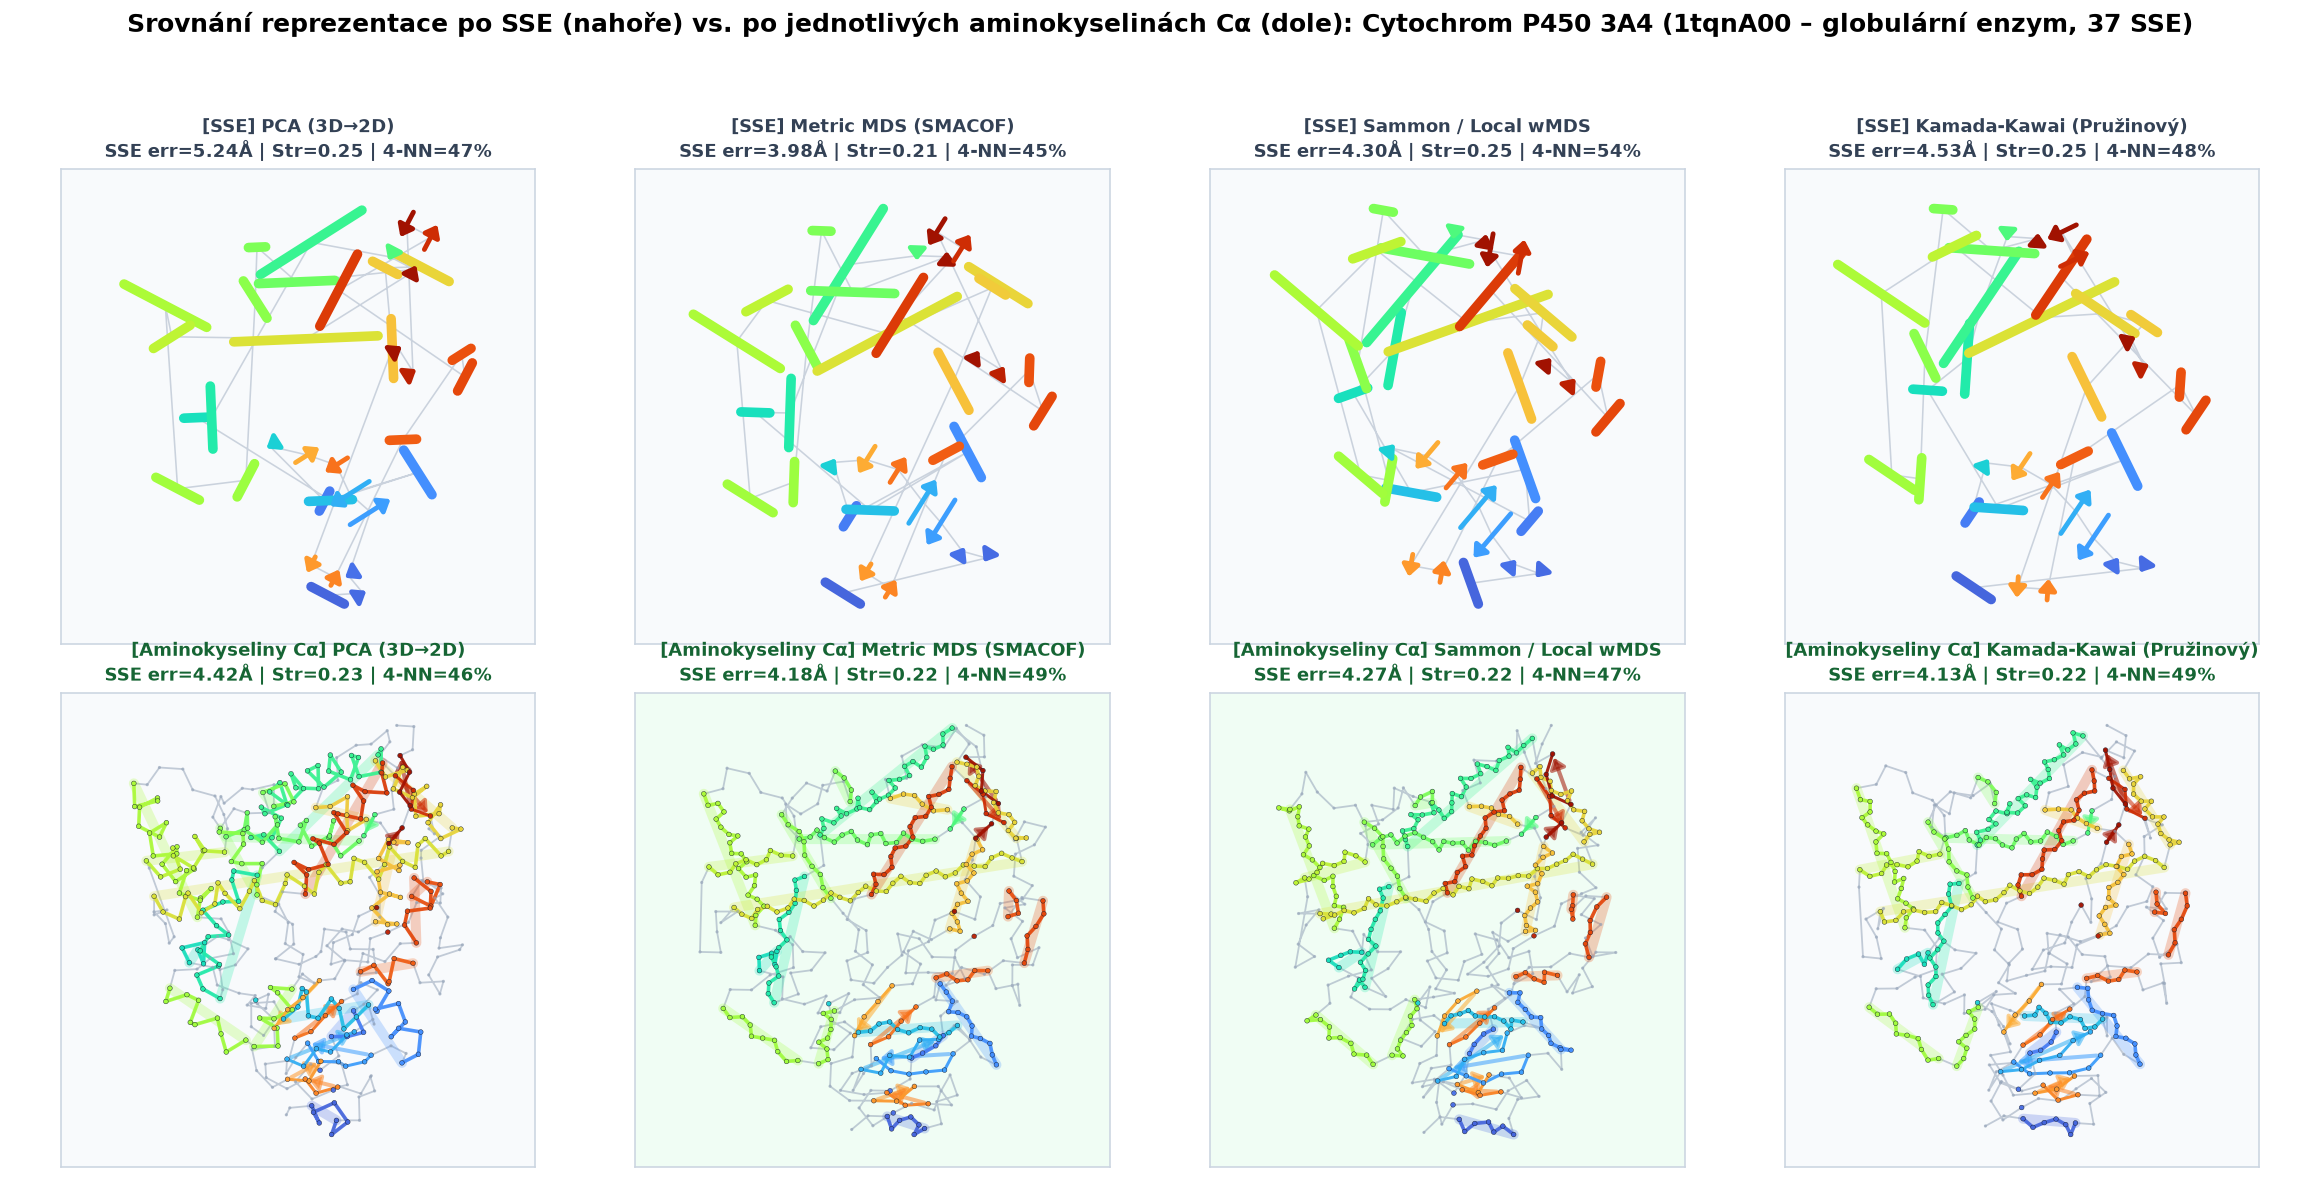 Srovnání reprezentace po SSE (nahoře) vs. po jednotlivých aminokyselinách Cα (dole): Cytochrom P450 3A4 (1tqnA00 – globulární enzym, 37 SSE)
[SSE] PCA (3D→2D)
SSE err=5.24Å | Str=0.25 | 4-NN=47%
[SSE] Metric MDS (SMACOF)
SSE err=3.98Å | Str=0.21 | 4-NN=45%
[SSE] Sammon / Local wMDS
SSE err=4.30Å | Str=0.25 | 4-NN=54%
[SSE] Kamada-Kawai (Pružinový)
SSE err=4.53Å | Str=0.25 | 4-NN=48%
[Aminokyseliny Cα] PCA (3D→2D)
SSE err=4.42Å | Str=0.23 | 4-NN=46%
[Aminokyseliny Cα] Metric MDS (SMACOF)
SSE err=4.18Å | Str=0.22 | 4-NN=49%
[Aminokyseliny Cα] Sammon / Local wMDS
SSE err=4.27Å | Str=0.22 | 4-NN=47%
[Aminokyseliny Cα] Kamada-Kawai (Pružinový)
SSE err=4.13Å | Str=0.22 | 4-NN=49%